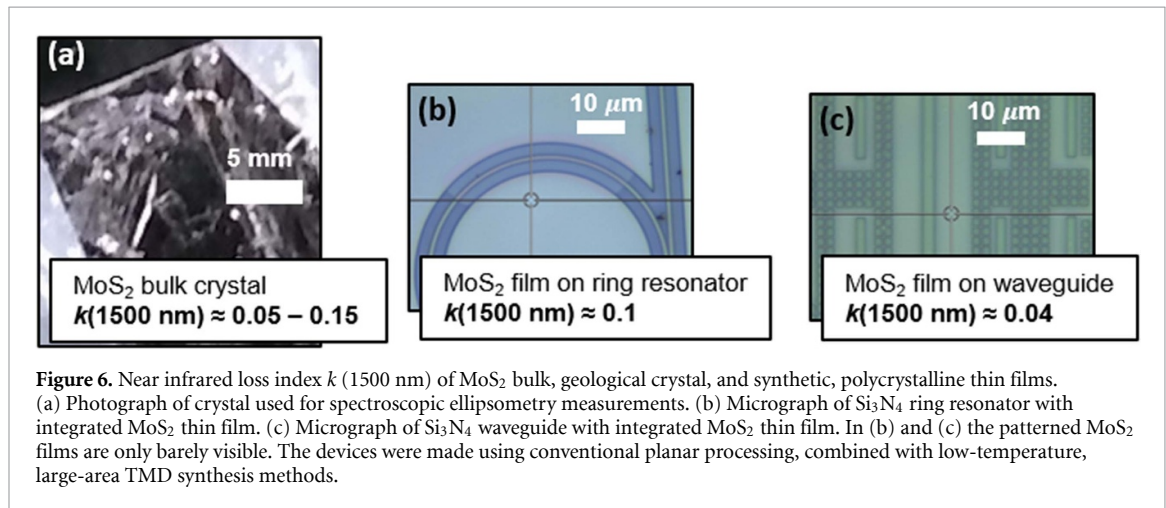 (a)
5 mm
MoS₂ bulk crystal
k(1500 nm) ≈ 0.05 – 0.15
(b)
10 μm
MoS₂ film on ring resonator
k(1500 nm) ≈ 0.1
(c)
10 μm
MoS₂ film on waveguide
k(1500 nm) ≈ 0.04
Figure 6. Near infrared loss index k (1500 nm) of MoS₂ bulk, geological crystal, and synthetic, polycrystalline thin films.
(a) Photograph of crystal used for spectroscopic ellipsometry measurements. (b) Micrograph of Si₃N₄ ring resonator with
integrated MoS₂ thin film. (c) Micrograph of Si₃N₄ waveguide with integrated MoS₂ thin film. In (b) and (c) the patterned MoS₂
films are only barely visible. The devices were made using conventional planar processing, combined with low-temperature,
large-area TMD synthesis methods.